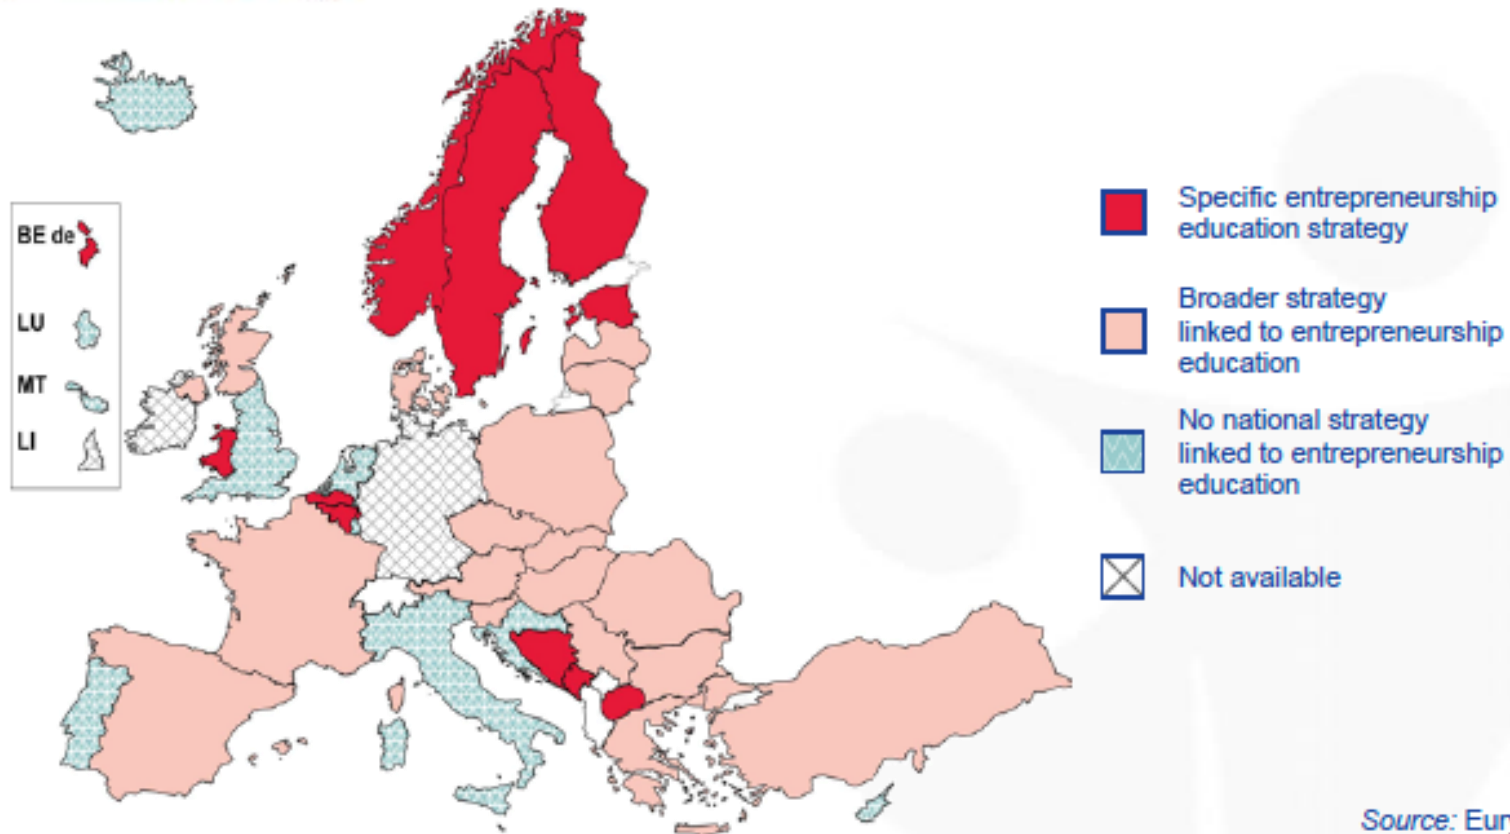 BE de
LU
MT
LI
Specific entrepreneurship
education strategy
Broader strategy
linked to entrepreneurship
education
No national strategy
linked to entrepreneurship
education
Not available
Source: